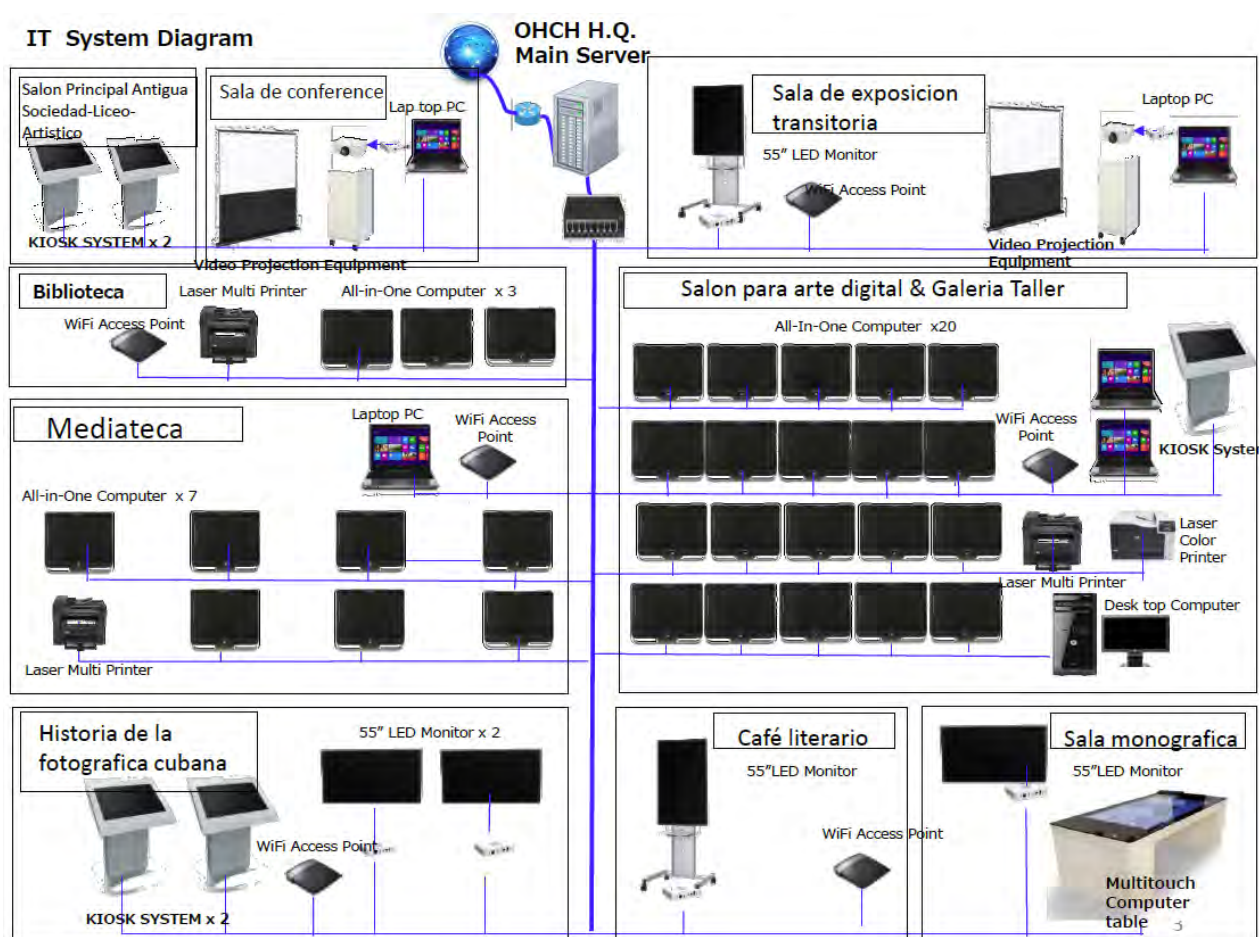 IT System Diagram
OHCH H.Q.
Main Server
Salon Principal Antigua
Sociedad-Liceo-
Artistico
KIOSK SYSTEM x 2
Sala de conference
Lap top PC
Video Projection Equipment
Sala de exposicion
transitoria
55" LED Monitor
WiFi Access Point
Laptop PC
Video Projection
Equipment
Biblioteca
Laser Multi Printer
All-in-One Computer x 3
WiFi Access Point
Salon para arte digital & Galeria Taller
All-In-One Computer x20
WiFi Access
Point
KIOSK System
Laser
Color
Printer
Laser Multi Printer
Desk top Computer
Mediateca
Laptop PC
WiFi Access
Point
All-in-One Computer x 7
Laser Multi Printer
Historia de la
fotografica cubana
55" LED Monitor x 2
WiFi Access Point
KIOSK SYSTEM x 2
Café literario
55"LED Monitor
WiFi Access Point
Sala monografica
55"LED Monitor
Multitouch
Computer
table
3